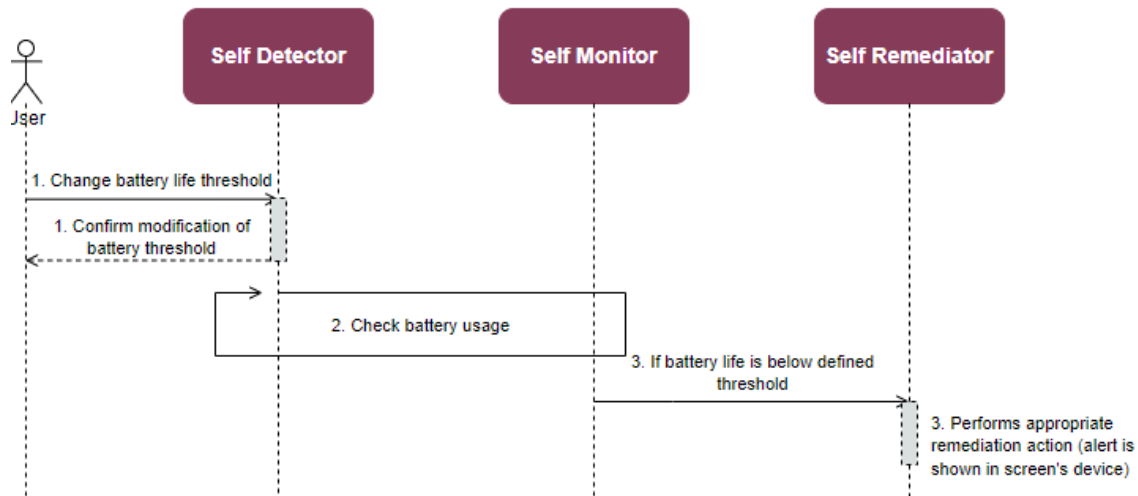 Self Detector
Self Monitor
Self Remediator
User
1. Change battery life threshold
1. Confirm modification of
battery threshold
2. Check battery usage
3. If battery life is below defined
threshold
3. Performs appropriate
remediation action (alert is
shown in screen's device)